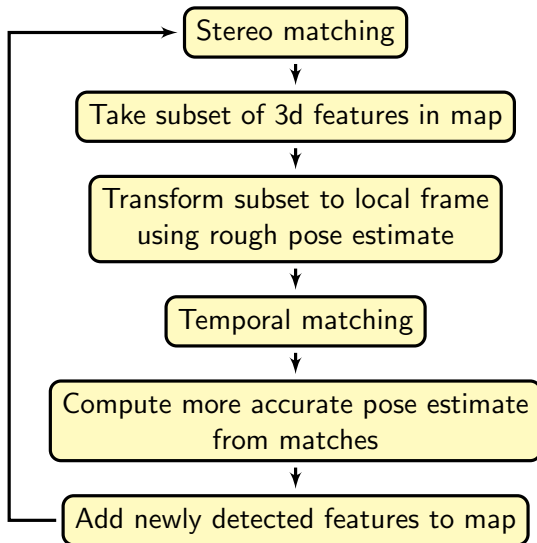 Stereo matching
Take subset of 3d features in map
Transform subset to local frame
using rough pose estimate
Temporal matching
Compute more accurate pose estimate
from matches
Add newly detected features to map